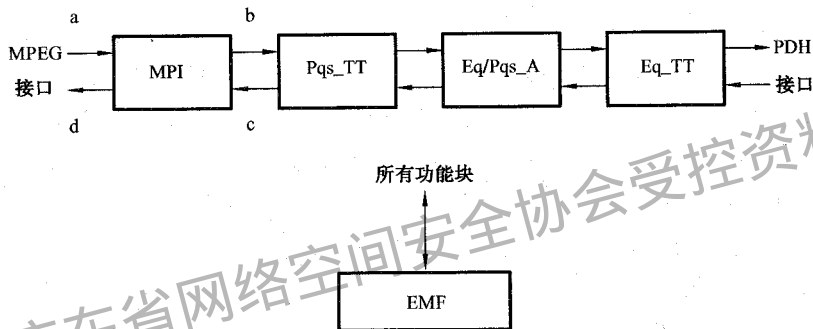 a
b
MPEG
接口
MPI
Pqs_TT
Eq/Pqs_A
Eq_TT
PDH
接口
d
c
所有功能块
EMF
东省网络空间安全协会受控资料